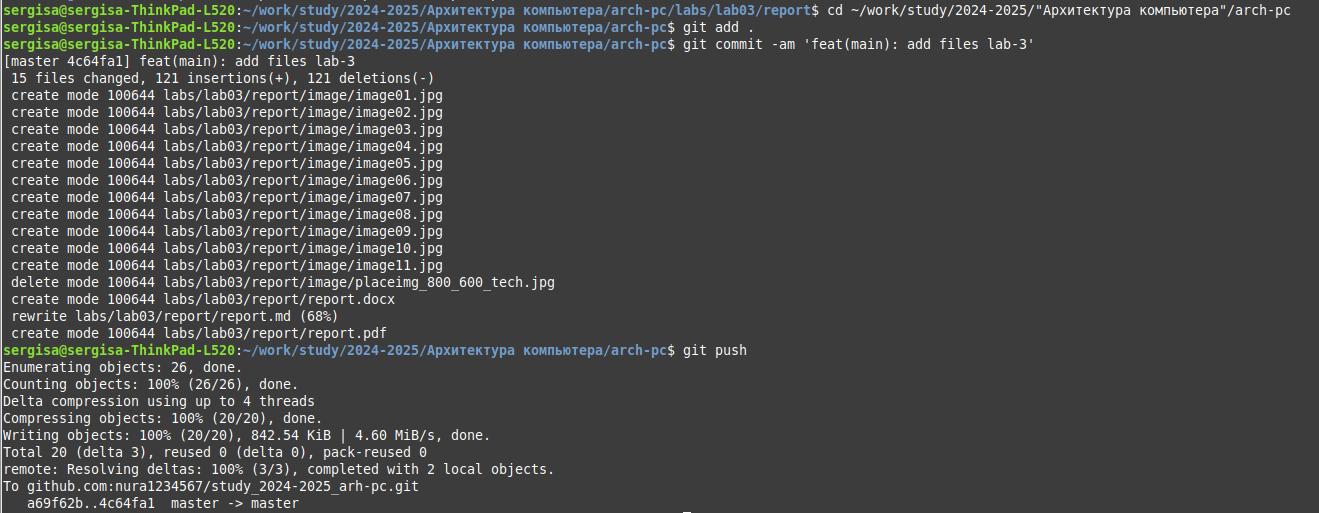 sergisa@sergisa-ThinkPad-L520:~/work/study/2024-2025/Архитектура компьютера/arch-pc/labs/lab03/report$ cd ~/work/study/2024-2025/"Архитектура компьютера"/arch-pc
sergisa@sergisa-ThinkPad-L520:~/work/study/2024-2025/Архитектура компьютера/arch-pc$ git add .
sergisa@sergisa-ThinkPad-L520:~/work/study/2024-2025/Архитектура компьютера/arch-pc$ git commit -am 'feat(main): add files lab-3'
[master 4c64fa1] feat(main): add files lab-3
 15 files changed, 121 insertions(+), 121 deletions(-)
 create mode 100644 labs/lab03/report/image/image01.jpg
 create mode 100644 labs/lab03/report/image/image02.jpg
 create mode 100644 labs/lab03/report/image/image03.jpg
 create mode 100644 labs/lab03/report/image/image04.jpg
 create mode 100644 labs/lab03/report/image/image05.jpg
 create mode 100644 labs/lab03/report/image/image06.jpg
 create mode 100644 labs/lab03/report/image/image07.jpg
 create mode 100644 labs/lab03/report/image/image08.jpg
 create mode 100644 labs/lab03/report/image/image09.jpg
 create mode 100644 labs/lab03/report/image/image10.jpg
 create mode 100644 labs/lab03/report/image/image11.jpg
 delete mode 100644 labs/lab03/report/image/placeimg_800_600_tech.jpg
 create mode 100644 labs/lab03/report/report.docx
 rewrite labs/lab03/report/report.md (68%)
 create mode 100644 labs/lab03/report/report.pdf
sergisa@sergisa-ThinkPad-L520:~/work/study/2024-2025/Архитектура компьютера/arch-pc$ git push
Enumerating objects: 26, done.
Counting objects: 100% (26/26), done.
Delta compression using up to 4 threads
Compressing objects: 100% (20/20), done.
Writing objects: 100% (20/20), 842.54 KiB | 4.60 MiB/s, done.
Total 20 (delta 3), reused 0 (delta 0), pack-reused 0
remote: Resolving deltas: 100% (3/3), completed with 2 local objects.
To github.com:nura1234567/study_2024-2025_arh-pc.git
   a69f62b..4c64fa1  master -> master